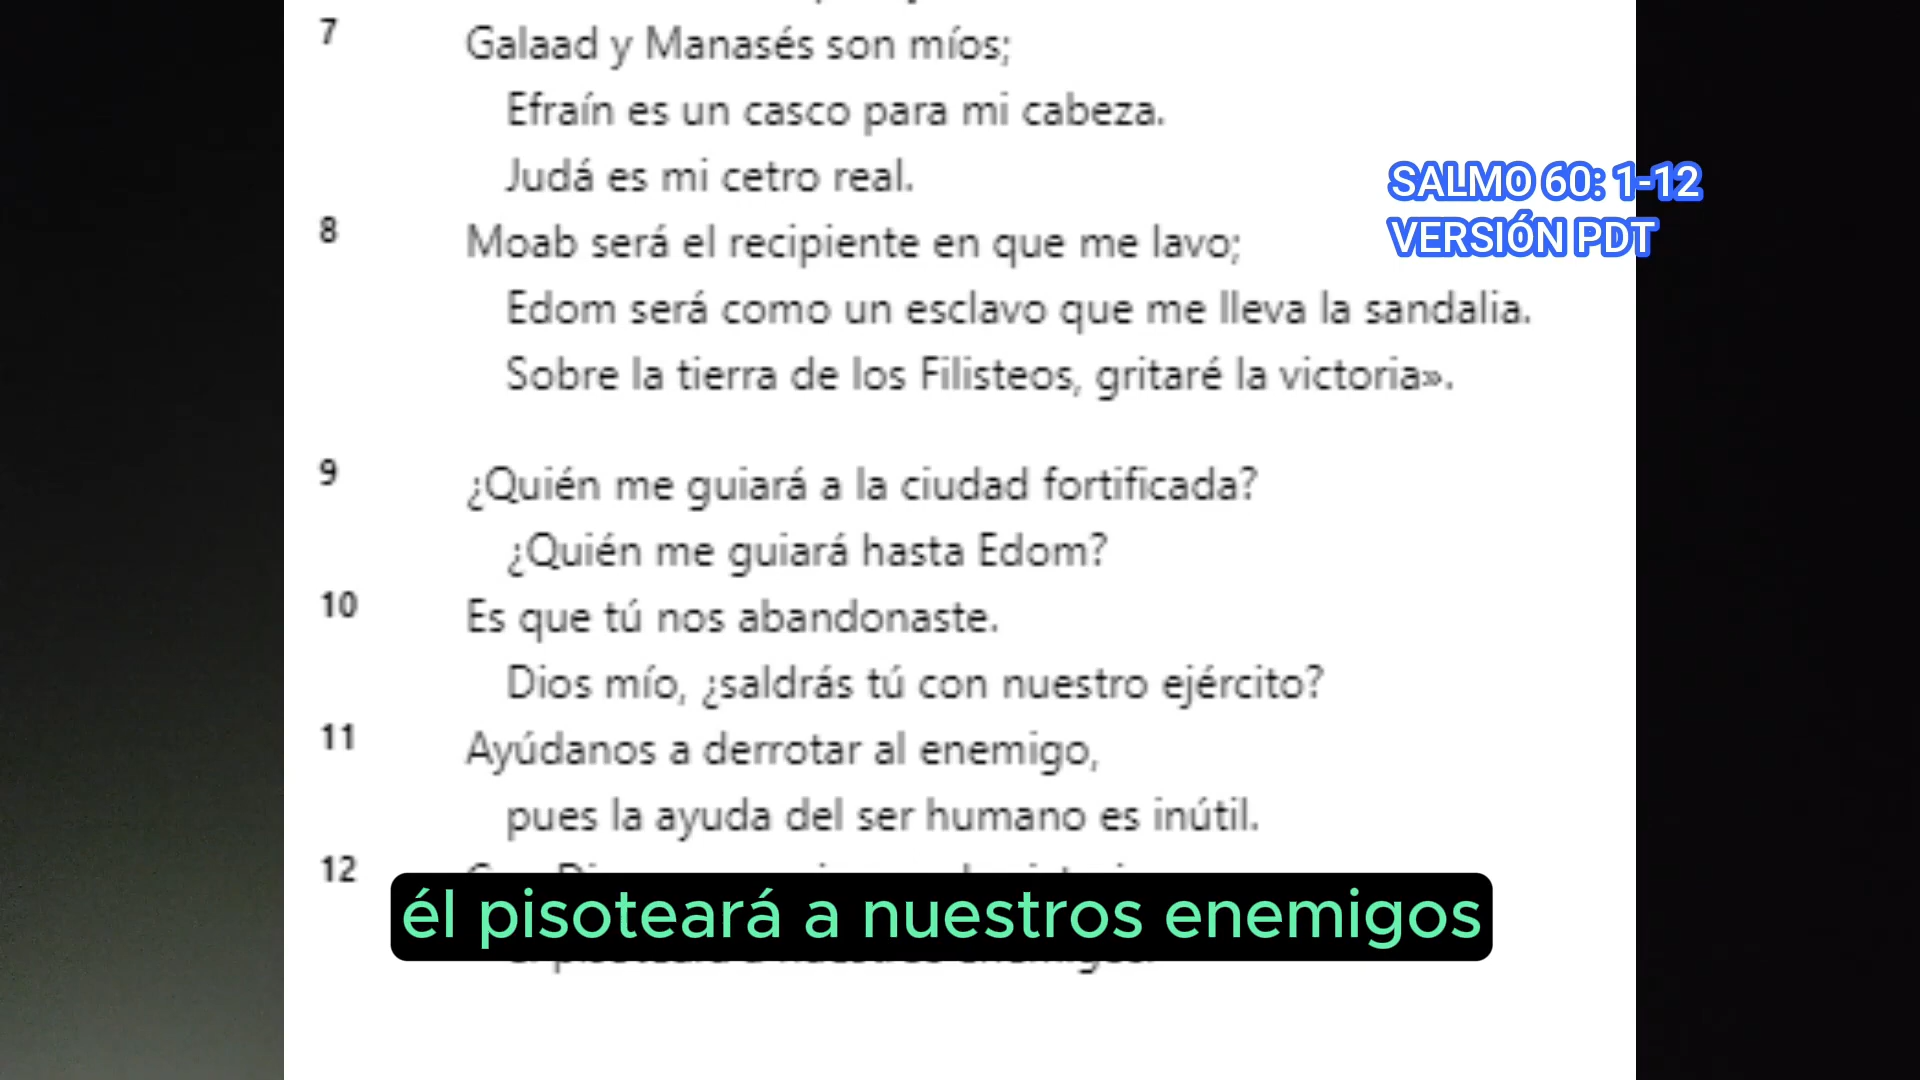 7 Galaad y Manasés son míos;
Efraín es un casco para mi cabeza.
Judá es mi cetro real.
SALMO 60: 1-12
VERSIÓN PDT
8 Moab será el recipiente en que me lavo;
Edom será como un esclavo que me lleva la sandalia.
Sobre la tierra de los Filisteos, gritaré la victoria».
9 ¿Quién me guiará a la ciudad fortificada?
¿Quién me guiará hasta Edom?
10 Es que tú nos abandonaste.
Dios mío, ¿saldrás tú con nuestro ejército?
11 Ayúdanos a derrotar al enemigo,
pues la ayuda del ser humano es inútil.
12
él pisoteará a nuestros enemigos